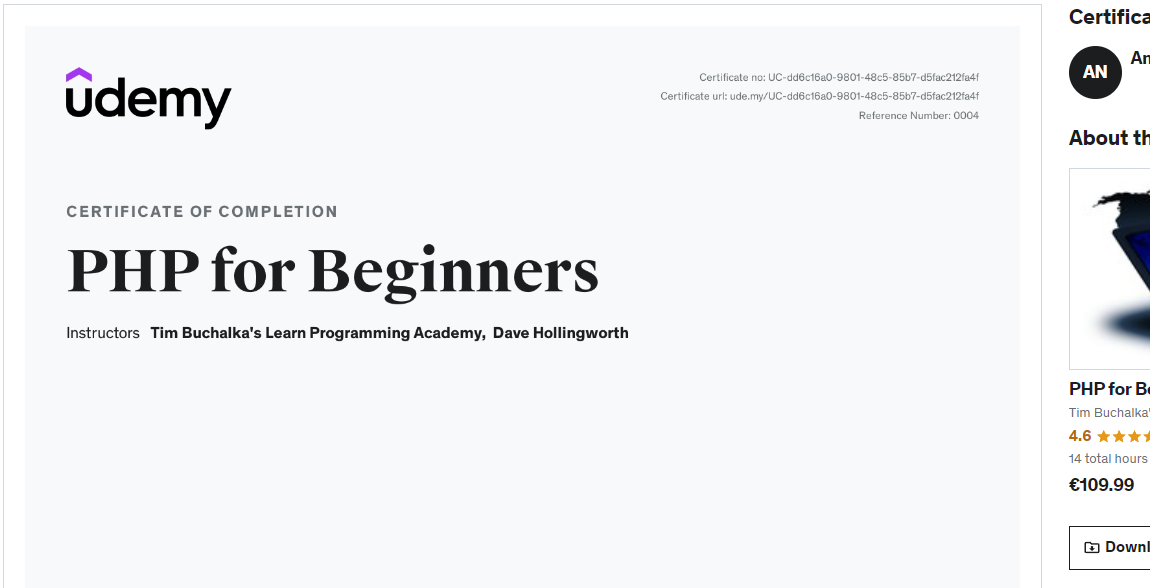 udemy
Certificate no: UC-dd6c16a0-9801-48c5-85b7-d5fac212fa4f
Certificate url: ude.my/UC-dd6c16a0-9801-48c5-85b7-d5fac212fa4f
Reference Number: 0004
CERTIFICATE OF COMPLETION
PHP for Beginners
Instructors Tim Buchalka's Learn Programming Academy, Dave Hollingworth
Certifica
AN An
About th
PHP for Be
Tim Buchalka'
4.6
14 total hours
€109.99
Downl